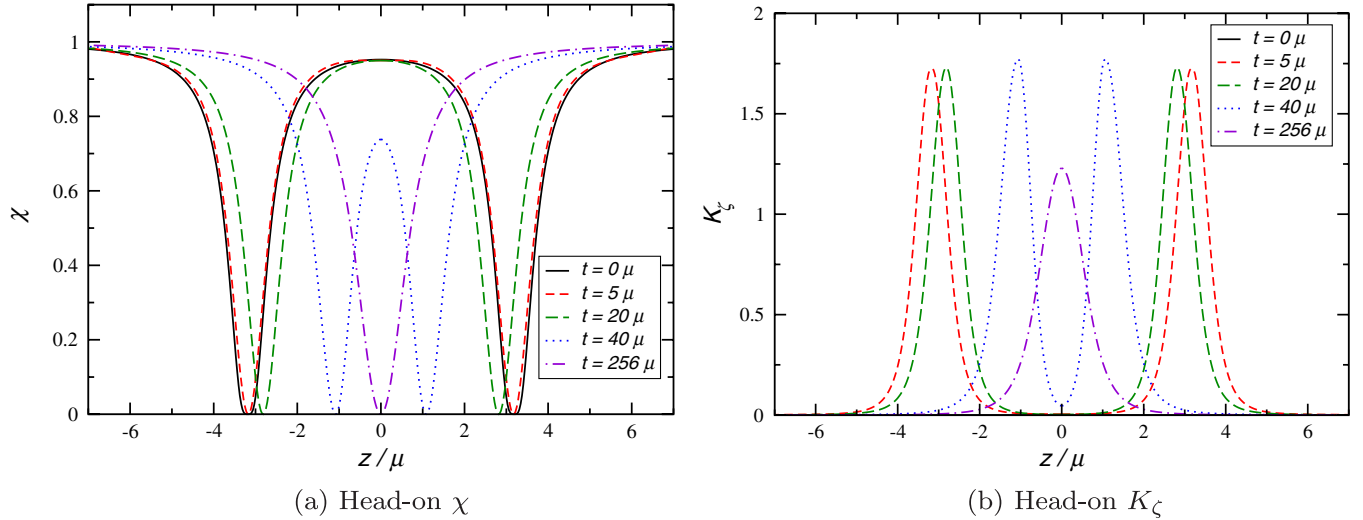 1
0.8
0.6
0.4
0.2
0
χ
t = 0 μ
t = 5 μ
t = 20 μ
t = 40 μ
t = 256 μ
-6 -4 -2 0 2 4 6
z / μ
(a) Head-on χ
2
1.5
1
0.5
0
K_ζ
t = 0 μ
t = 5 μ
t = 20 μ
t = 40 μ
t = 256 μ
-6 -4 -2 0 2 4 6
z / μ
(b) Head-on K_ζ